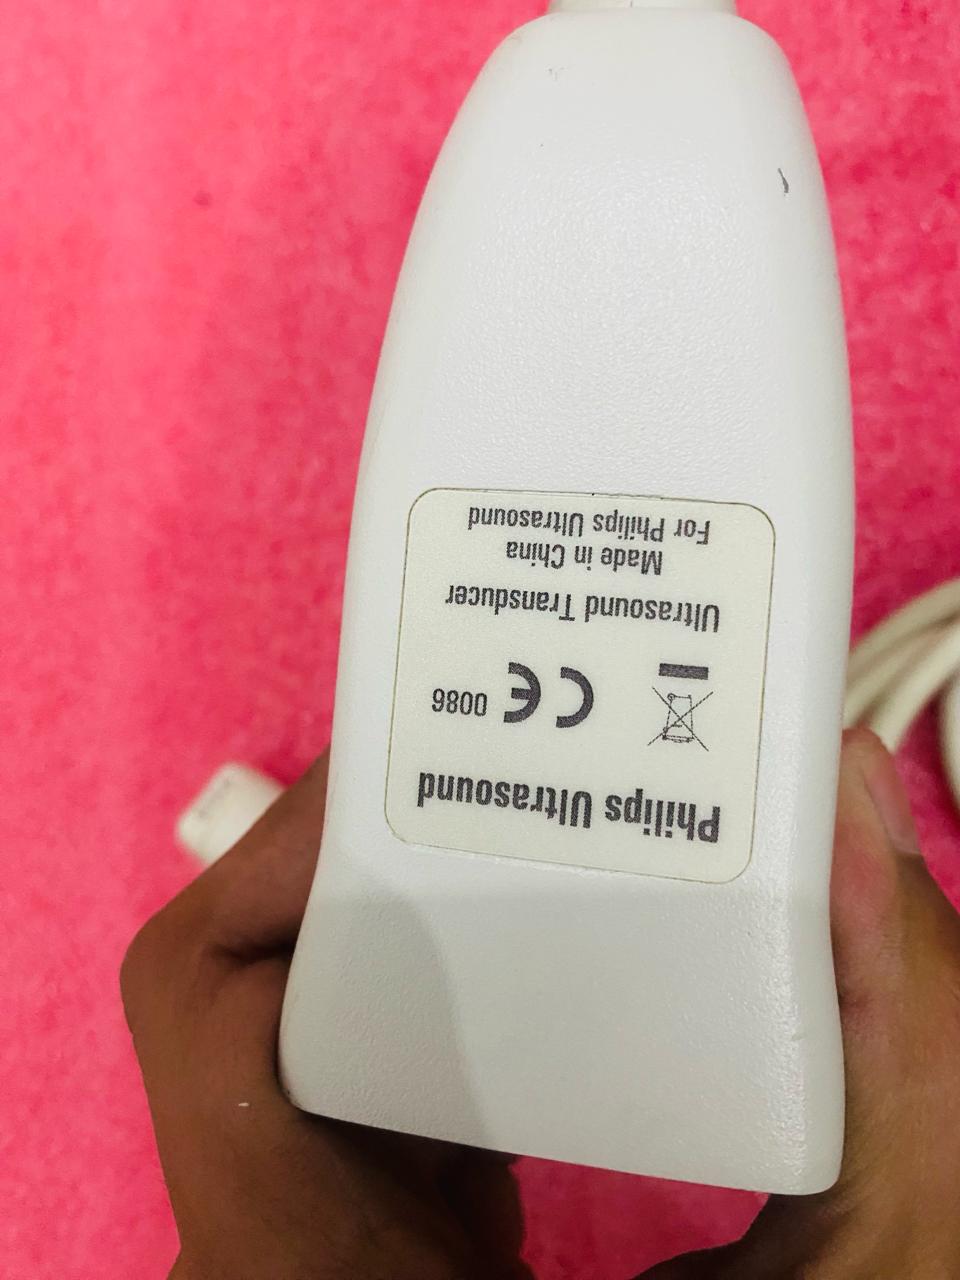 Philips Ultrasound
CE 0086
Ultrasound Transducer
Made in China
For Philips Ultrasound